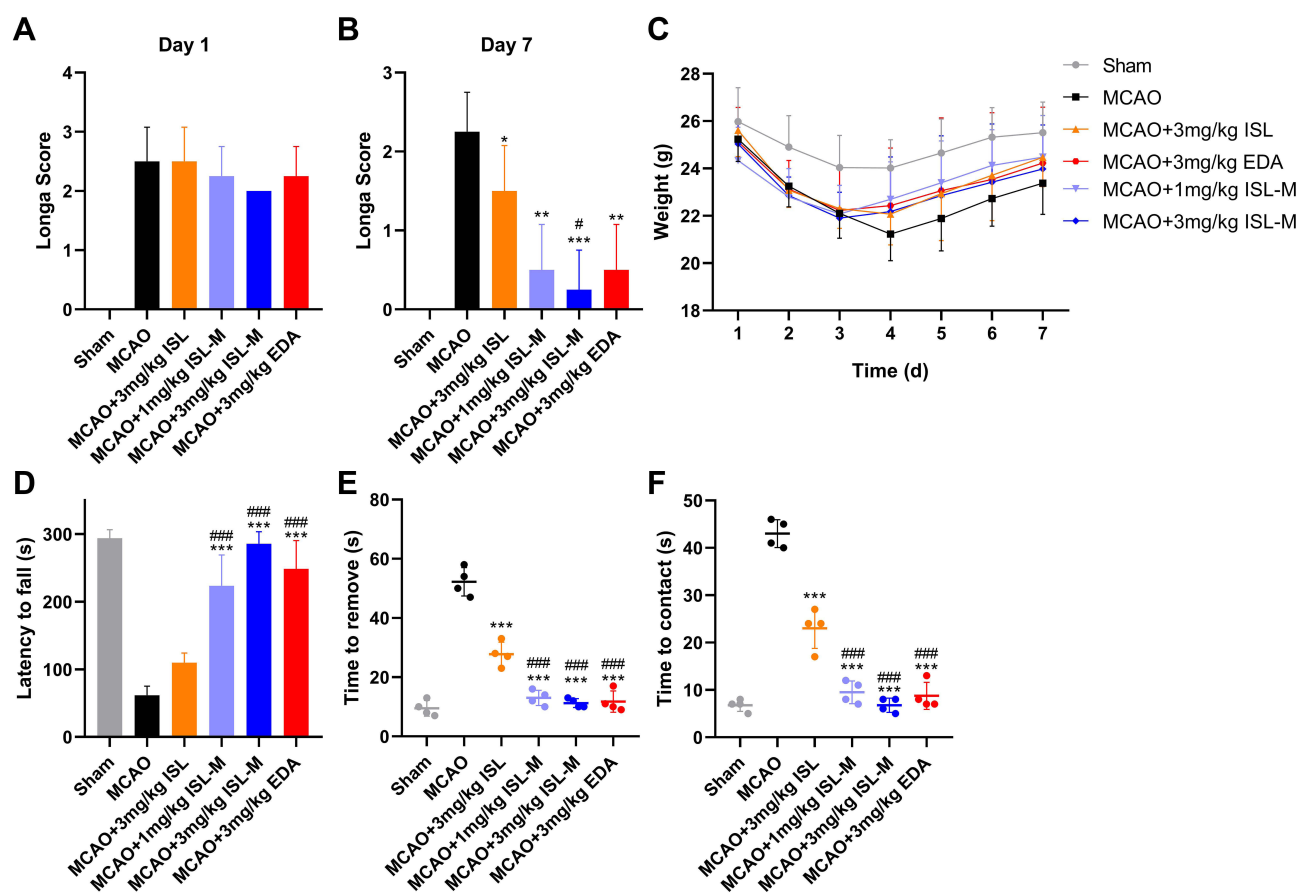 A
Day 1
Longa Score
4
3
2
1
0
Sham
MCAO
MCAO+3mg/kg ISL
MCAO+1mg/kg ISL-M
MCAO+3mg/kg ISL-M
MCAO+3mg/kg EDA
B
Day 7
Longa Score
3
2
1
0
*
**
#
***
**
Sham
MCAO
MCAO+3mg/kg ISL
MCAO+1mg/kg ISL-M
MCAO+3mg/kg ISL-M
MCAO+3mg/kg EDA
C
Weight (g)
28
26
24
22
20
18
1 2 3 4 5 6 7
Time (d)
Sham
MCAO
MCAO+3mg/kg ISL
MCAO+3mg/kg EDA
MCAO+1mg/kg ISL-M
MCAO+3mg/kg ISL-M
D
Latency to fall (s)
300
200
100
0
###
***
###
***
###
***
Sham
MCAO
MCAO+3mg/kg ISL
MCAO+1mg/kg ISL-M
MCAO+3mg/kg ISL-M
MCAO+3mg/kg EDA
E
Time to remove (s)
80
60
40
20
0
***
###
***
###
***
###
***
Sham
MCAO
MCAO+3mg/kg ISL
MCAO+1mg/kg ISL-M
MCAO+3mg/kg ISL-M
MCAO+3mg/kg EDA
F
Time to contact (s)
50
40
30
20
10
0
***
###
***
###
***
###
***
Sham
MCAO
MCAO+3mg/kg ISL
MCAO+1mg/kg ISL-M
MCAO+3mg/kg ISL-M
MCAO+3mg/kg EDA